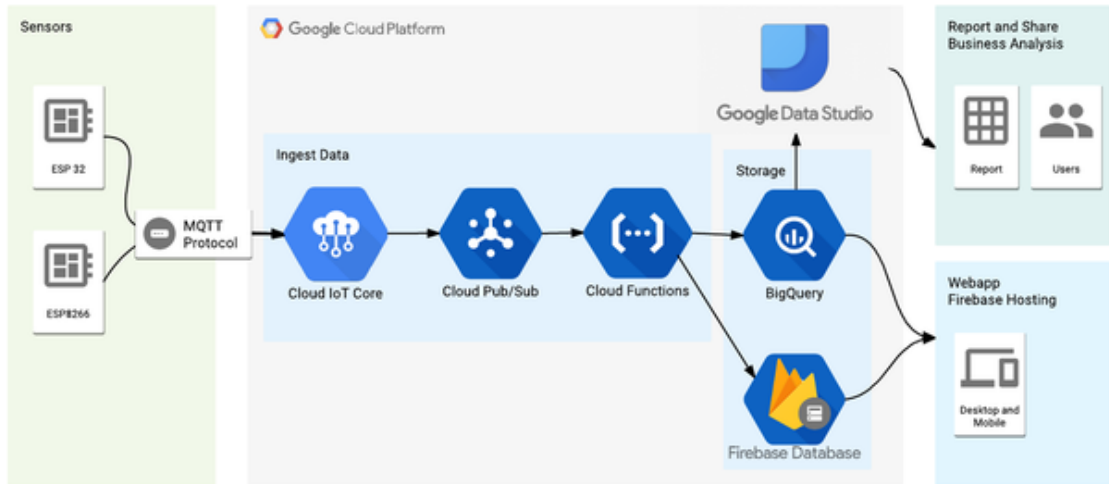 Sensors
ESP 32
ESP8266
MQTT
Protocol
Google Cloud Platform
Ingest Data
Cloud IoT Core
Cloud Pub/Sub
Cloud Functions
Google Data Studio
Storage
BigQuery
Firebase Database
Report and Share
Business Analysis
Report
Users
Webapp
Firebase Hosting
Desktop and
Mobile